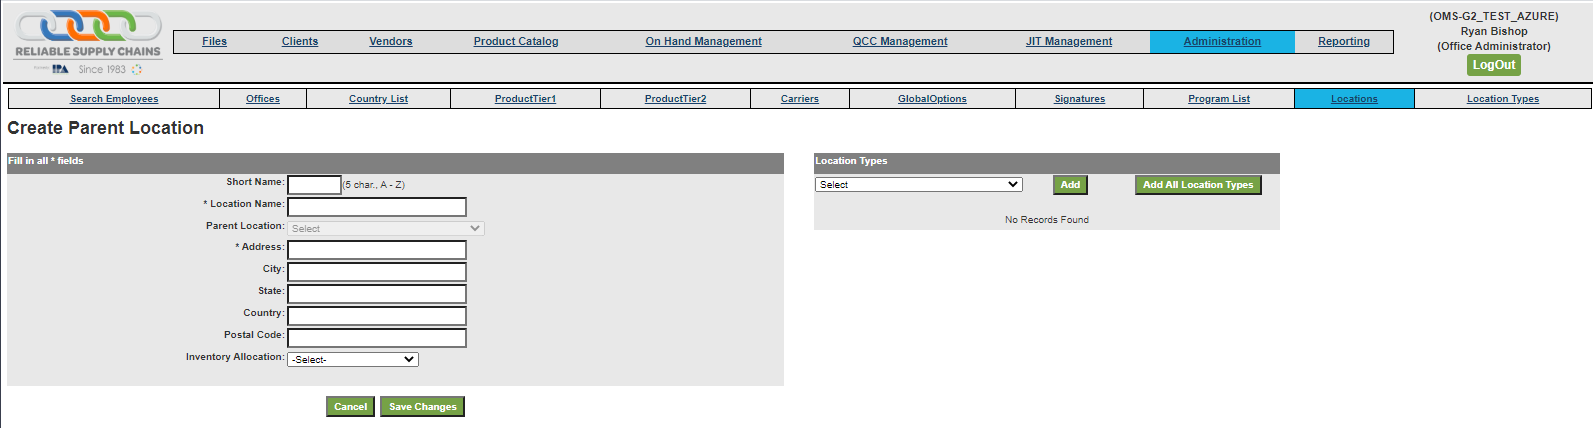 RELIABLE SUPPLY CHAINS
IPA Since 1983
Files Clients Vendors Product Catalog On Hand Management QCC Management JIT Management Administration Reporting
(OMS-G2_TEST_AZURE)
Ryan Bishop
(Office Administrator)
LogOut
Search Employees Offices Country List ProductTier1 ProductTier2 Carriers GlobalOptions Signatures Program List Locations Location Types
Create Parent Location
Fill in all * fields
Short Name: (5 char., A - Z)
* Location Name:
Parent Location: Select
* Address:
City:
State:
Country:
Postal Code:
Inventory Allocation: -Select-
Cancel Save Changes
Location Types
Select Add Add All Location Types
No Records Found